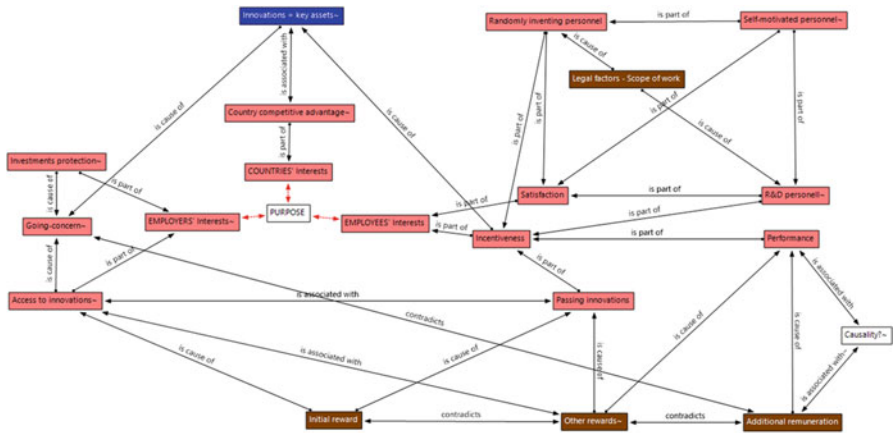 Innovations = key assets~
Randomly inventing personnel
is part of
Self-motivated personnel~
is cause of
is associated with
Legal factors - Scope of work
is part of
is part of
is part of
is part of
is cause of
Country competitive advantage~
is cause of
is cause of
is part of
Investments protection~
COUNTRIES' Interests
is cause of
is part of
Satisfaction
is part of
R&D personell~
is part of
PURPOSE
Going-concern~
EMPLOYERS' Interests~
EMPLOYEES' Interests
is part of
is part of
Incentiveness
is part of
Performance
is cause of
is part of
is part of
is associated with
Access to innovations~
is associated with
Passing innovations
contradicts
is cause of
is cause of
Causality?~
is cause of
is associated with
is cause of
is cause of
is associated with~
Initial reward
contradicts
Other rewards~
contradicts
Additional remuneration